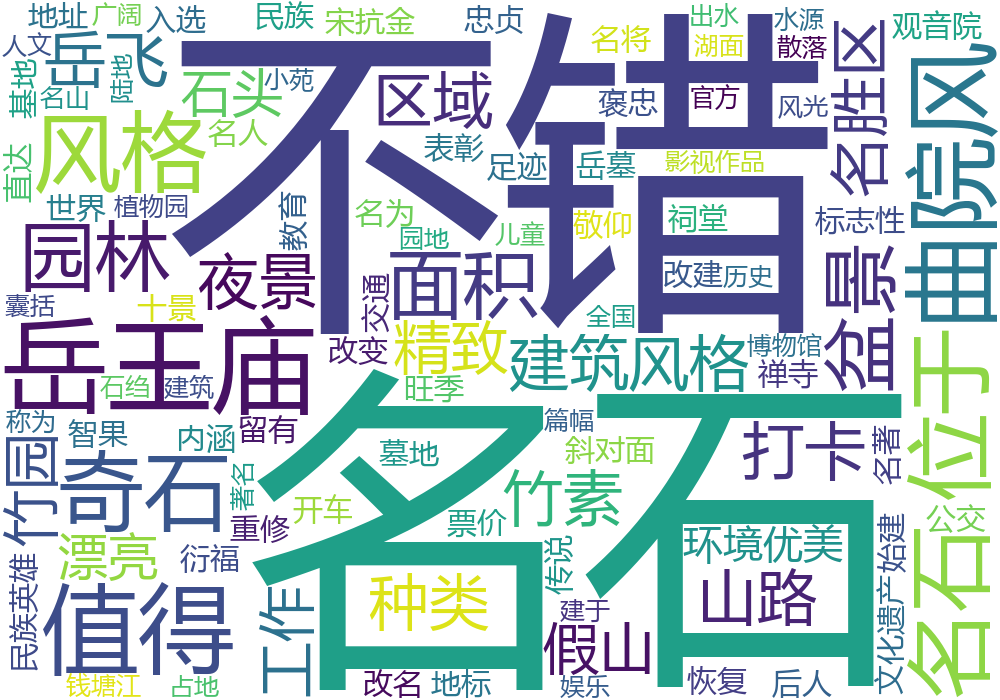 地址
广阔
入选
民族
宋抗金
忠贞
出水
水源
观音院
人文
岳飞
不错
名将
湖面
散落
基地
名山
陆地
石头
小苑
区域
褒忠
官方
风光
名胜区
曲院风
风格
名人
表彰
足迹
岳墓
影视作品
直达
世界
植物园
教育
名为
园地
儿童
敬仰
祠堂
标志性
园林
夜景
面积
改建
历史
盆景
囊括
十景
交通
全国
岳王庙
改变
精致
建筑风格
博物馆
禅寺
名石位于
石绉
建筑
旺季
称为
智果
内涵
留有
名石
篇幅
打卡
名著
竹园
奇石
著名
墓地
竹素
斜对面
漂亮
衍福
重修
开车
票价
传说
环境优美
公交
始建
民族英雄
值得
工作
种类
建于
假山
山路
文化遗产
钱塘江
占地
改名
地标
娱乐
恢复
后人